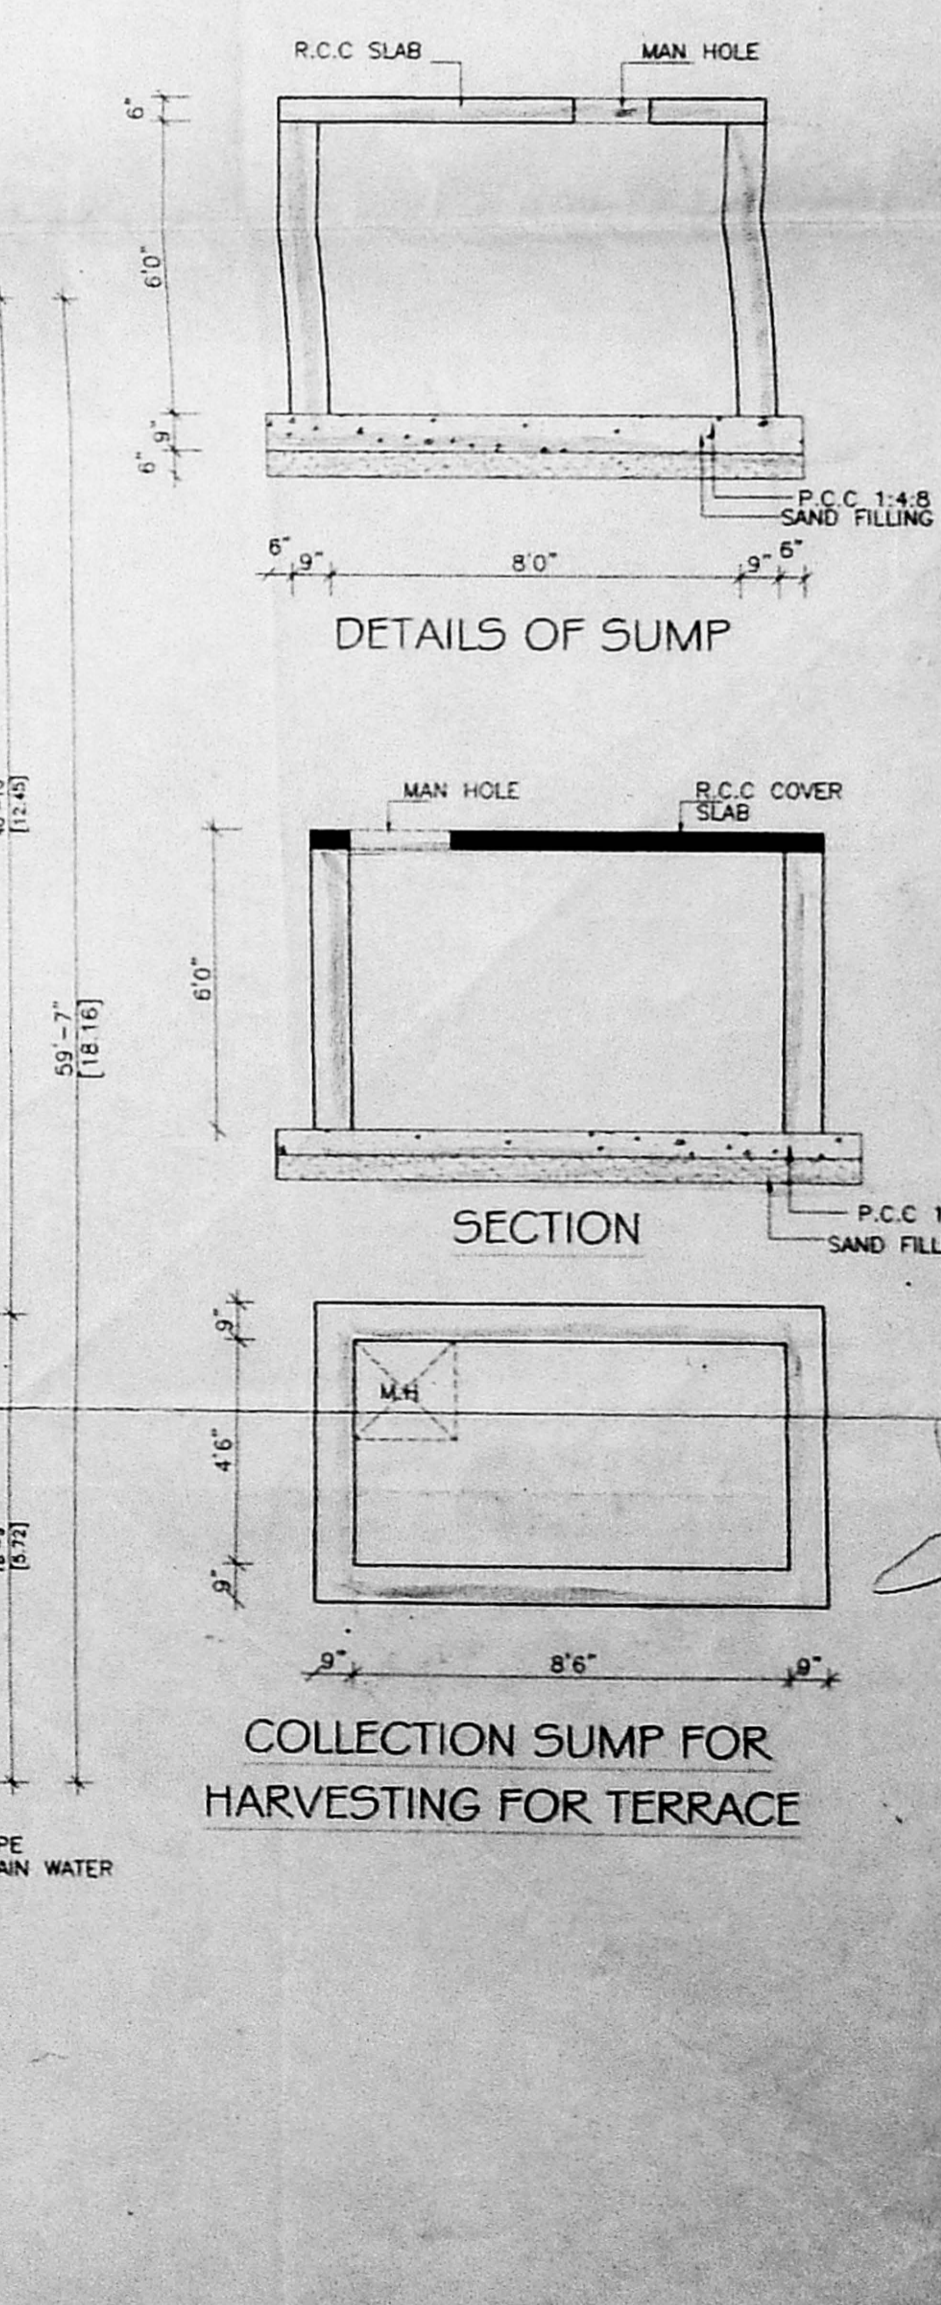 R.C.C SLAB
MAN HOLE
6"
6'0"
9"
6"
P.C.C 1:4:8
SAND FILLING
6" 9" 8'0" 9" 6"
DETAILS OF SUMP
[12.45]
59'-7"
[18.16]
[5.72]
MAN HOLE
R.C.C COVER
SLAB
6'0"
P.C.C 1
SAND FILL
SECTION
9"
4'6"
9"
M.H
9" 8'6" 9"
COLLECTION SUMP FOR
HARVESTING FOR TERRACE
PE
AIN WATER